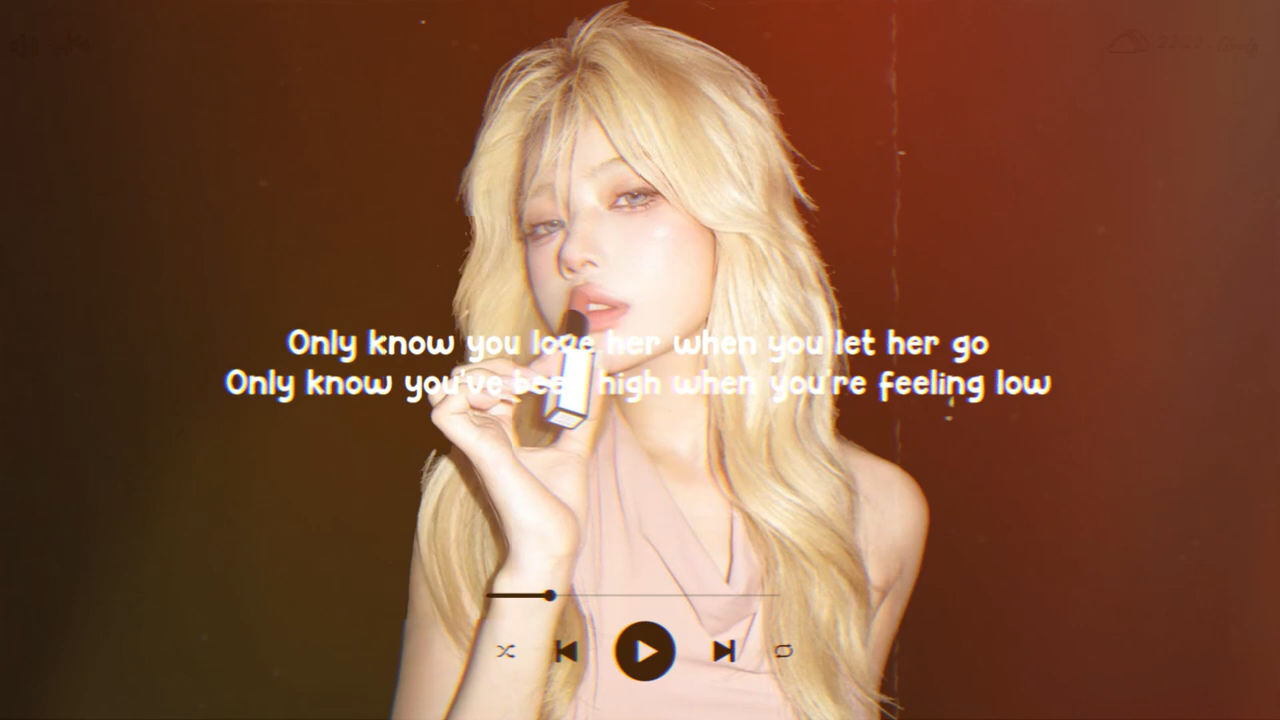 Only know you love her when you let her go
Only know you've been high when you're feeling low